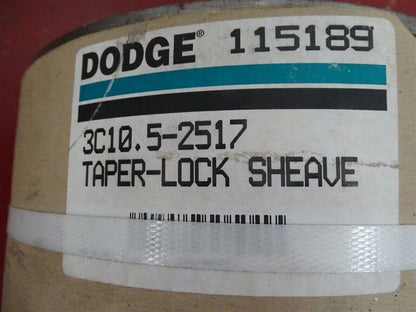 DODGE® 115189
3C10.5-2517
TAPER-LOCK SHEAVE